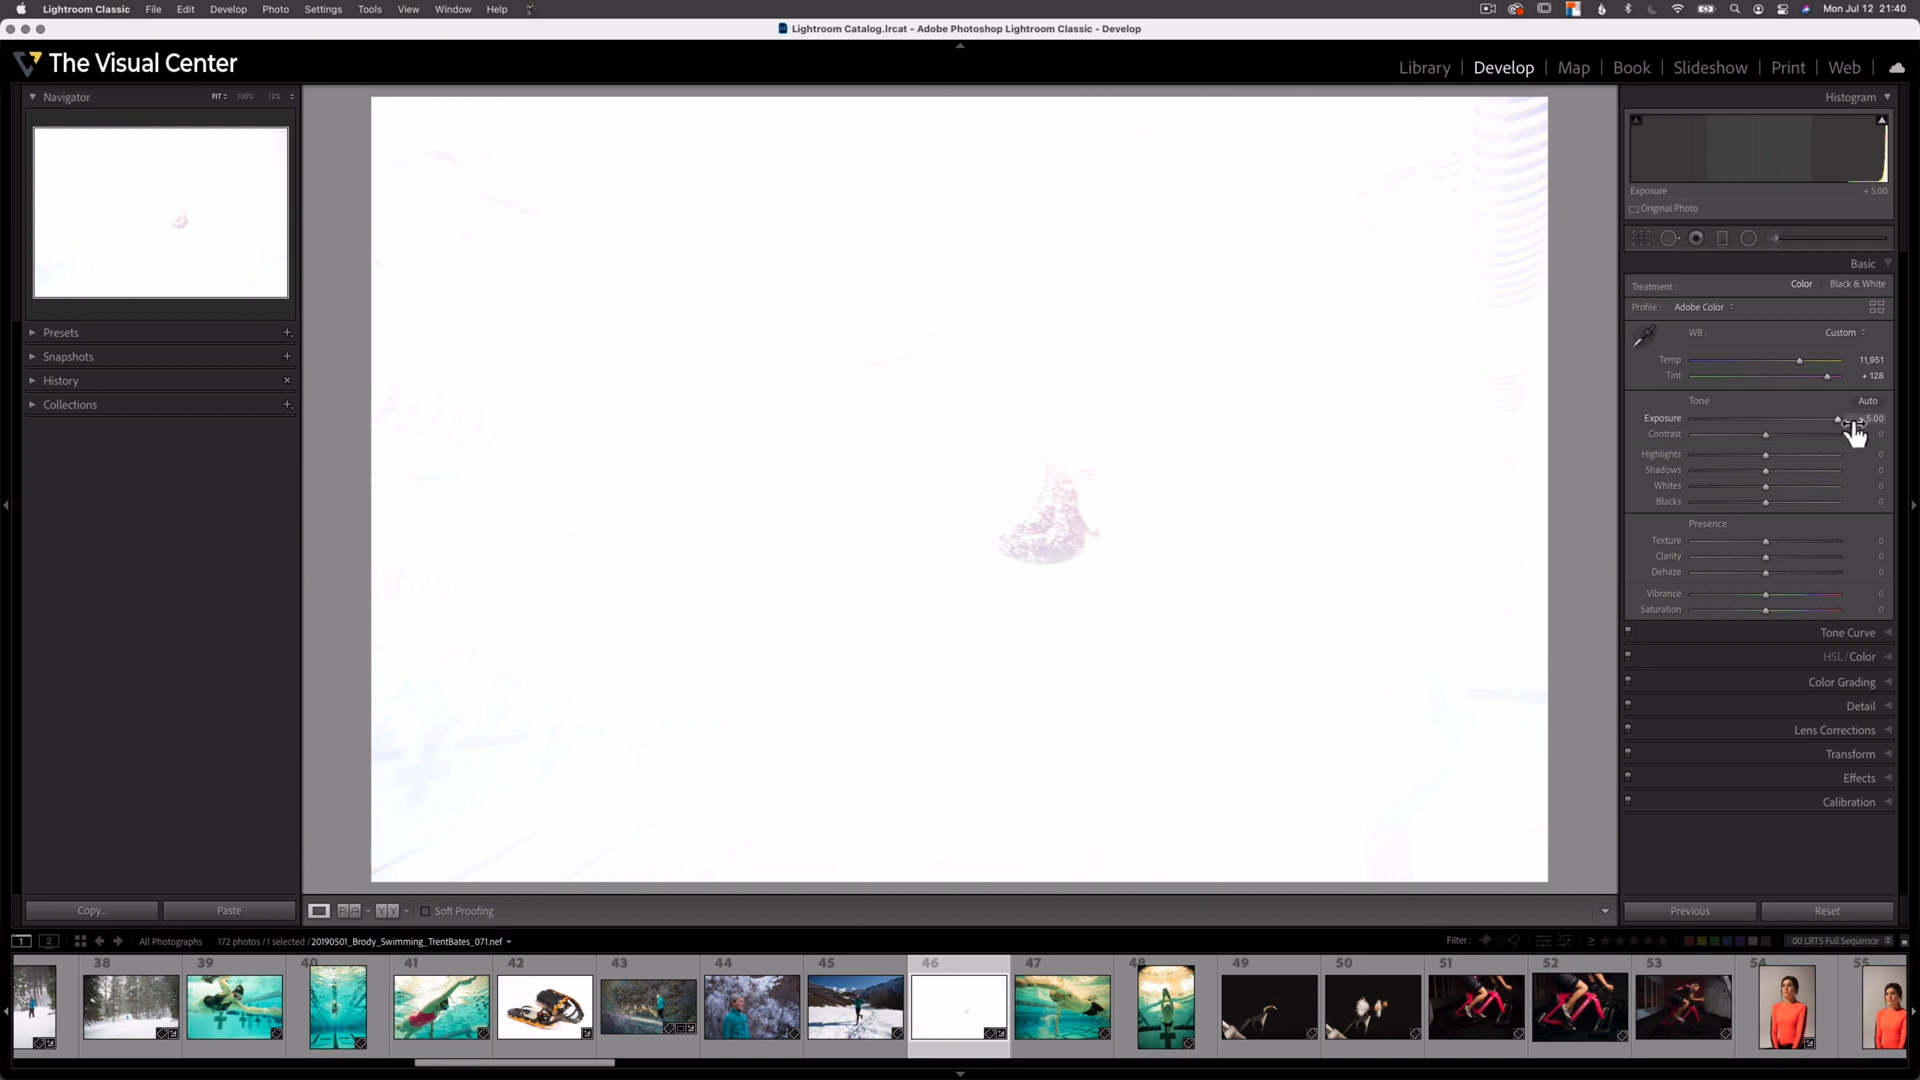 Lightroom Classic File Edit Develop Photo Settings Tools View Window Help Mon Jul 12 21:40
Lightroom Catalog.lrcat - Adobe Photoshop Lightroom Classic - Develop
The Visual Center Library Develop Map Book Slideshow Print Web
Navigator FIT 100% 12% Histogram
Exposure + 5.00
Original Photo
Basic
Treatment : Color Black & White
Profile : Adobe Color
WB : Custom
Temp 11,951
Tint + 128
Tone Auto
Exposure + 5.00
Contrast 0
Highlights 0
Shadows 0
Whites 0
Blacks 0
Presence
Texture 0
Clarity 0
Dehaze 0
Vibrance 0
Saturation 0
Tone Curve
HSL / Color
Color Grading
Detail
Lens Corrections
Transform
Effects
Calibration
Presets
Snapshots
History
Collections
Copy... Paste Soft Proofing Previous Reset
1 2 All Photographs 172 photos / 1 selected / 20190501_Brody_Swimming_TrentBates_071.nef Filter : 00 LRT5 Full Sequence
38 39 40 41 42 43 44 45 46 47 48 49 50 51 52 53 54 55